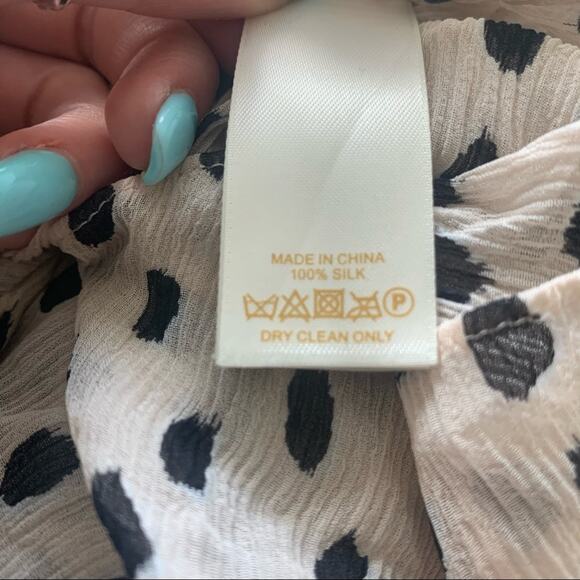 MADE IN CHINA
100% SILK
P
DRY CLEAN ONLY